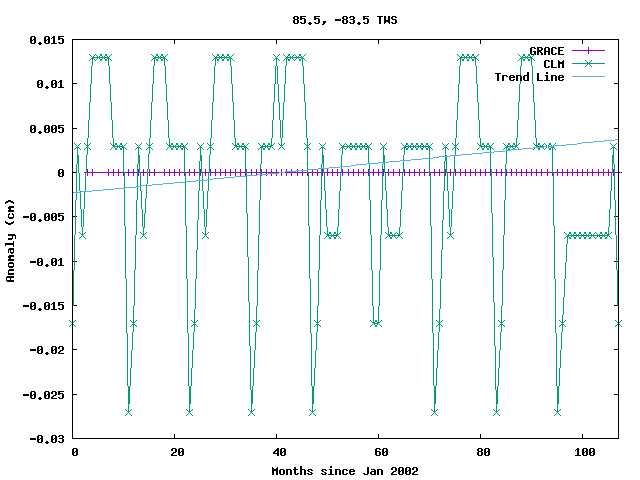 85.5, -83.5 TWS
0.015
GRACE
CLM
0.01
Trend Line
0.005
0
-0.005
-0.01
-0.015
-0.02
-0.025
-0.03
Anomaly (cm)
0 20 40 60 80 100
Months since Jan 2002